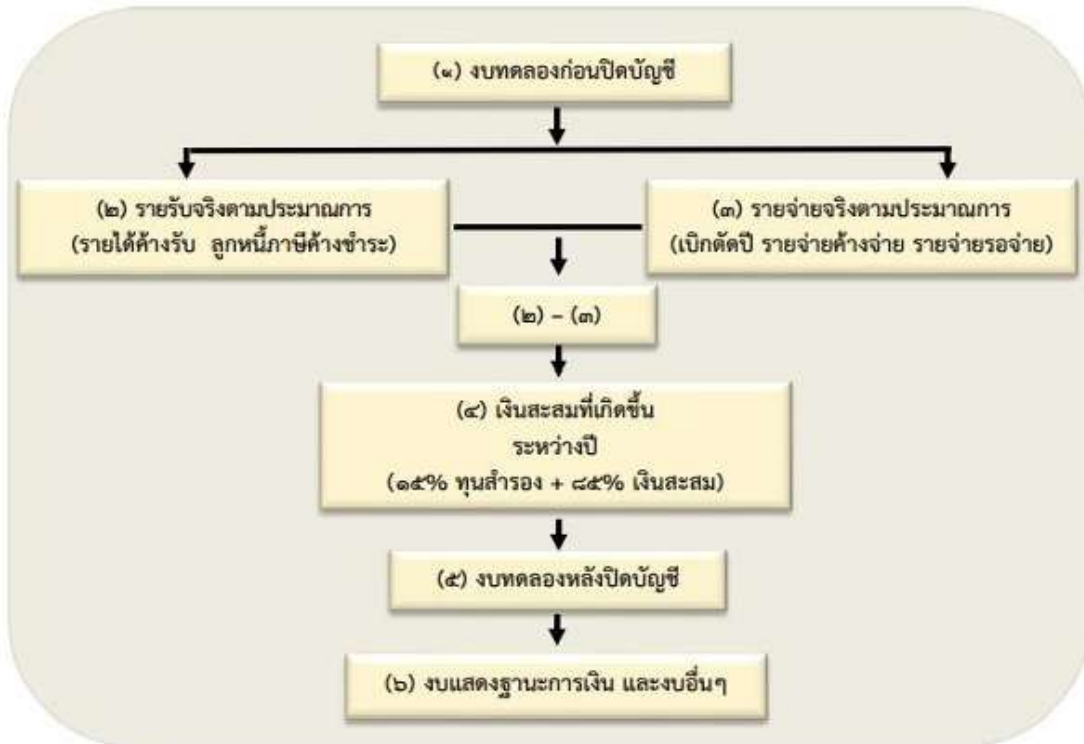 (๑) งบทดลองก่อนปิดบัญชี
(๒) รายรับจริงตามประมาณการ
(รายได้ค้างรับ ลูกหนี้ภาษีค้างชำระ)
(๓) รายจ่ายจริงตามประมาณการ
(เบิกตัดปี รายจ่ายค้างจ่าย รายจ่ายรอจ่าย)
(๒) – (๓)
(๔) เงินสะสมที่เกิดขึ้น
ระหว่างปี
(๑๕% ทุนสำรอง + ๘๕% เงินสะสม)
(๕) งบทดลองหลังปิดบัญชี
(๖) งบแสดงฐานะการเงิน และงบอื่นๆ